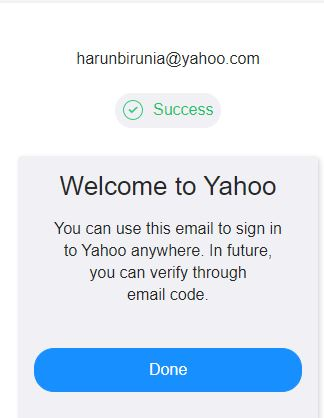 harunbirunia@yahoo.com
Success
Welcome to Yahoo
You can use this email to sign in
to Yahoo anywhere. In future,
you can verify through
email code.
Done